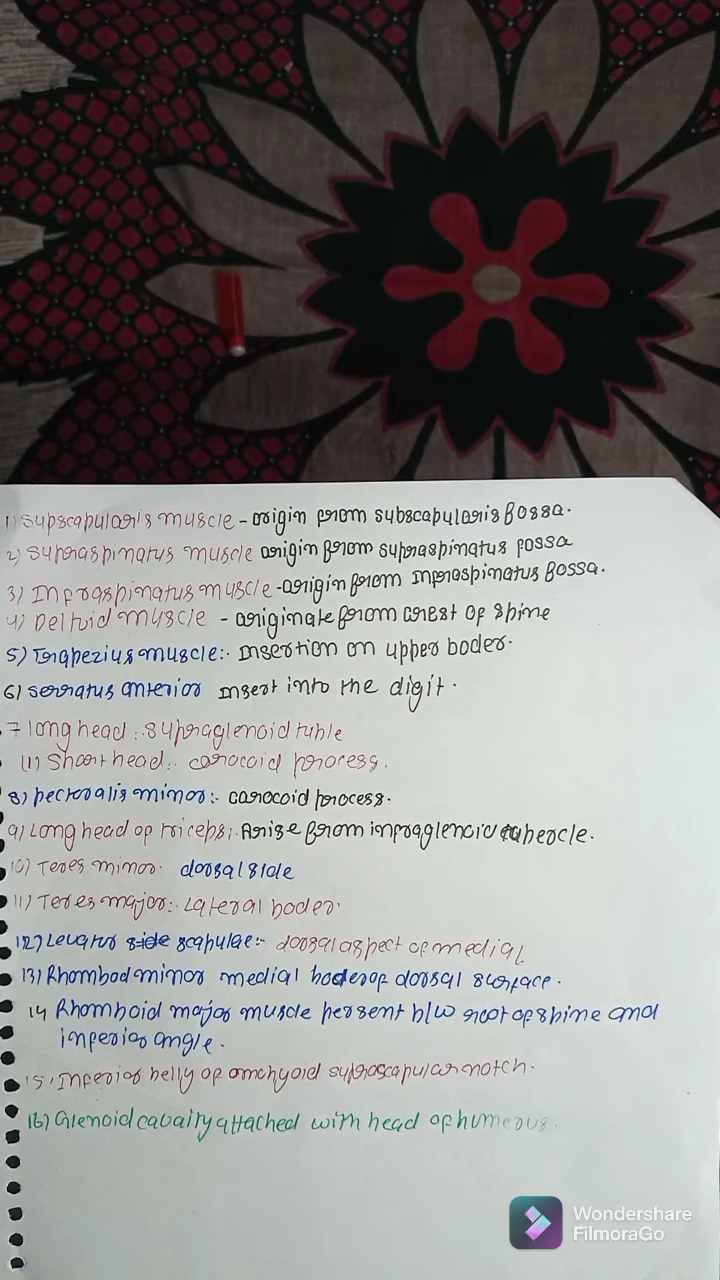 1) Supscapularis muscle - origin from subscapularis fossa.
2) Supraspinatus muscle origin from supraspinatus fossa
3) Infraspinatus muscle - origin from Infraspinatus fossa.
4) Deltoid muscle - originate from crest of spine
5) Trapezius muscle:- Insertion on upper boder.
6) serratus anterior insert into the digit.
7 long head : supraglenoid tuble
(1) Short head:- corocoid process.
8) pectoralis minor:- corocoid process.
9) Long head of triceps: Arise from infraglenoid tubercle.
10) Teres minor. dorsal side
11) Teres major:- Lateral boder.
12) Levator side scapulae:- dorsal aspect of medial
13) Rhombod minor medial boder of dorsal surface.
14 Rhomboid major muscle persent b/w root of spine and
inferior angle.
15. Inferior belly of omohyoid suprascapular notch.
16) Glenoid cavaity attached with head of humerous.
Wondershare
FilmoraGo